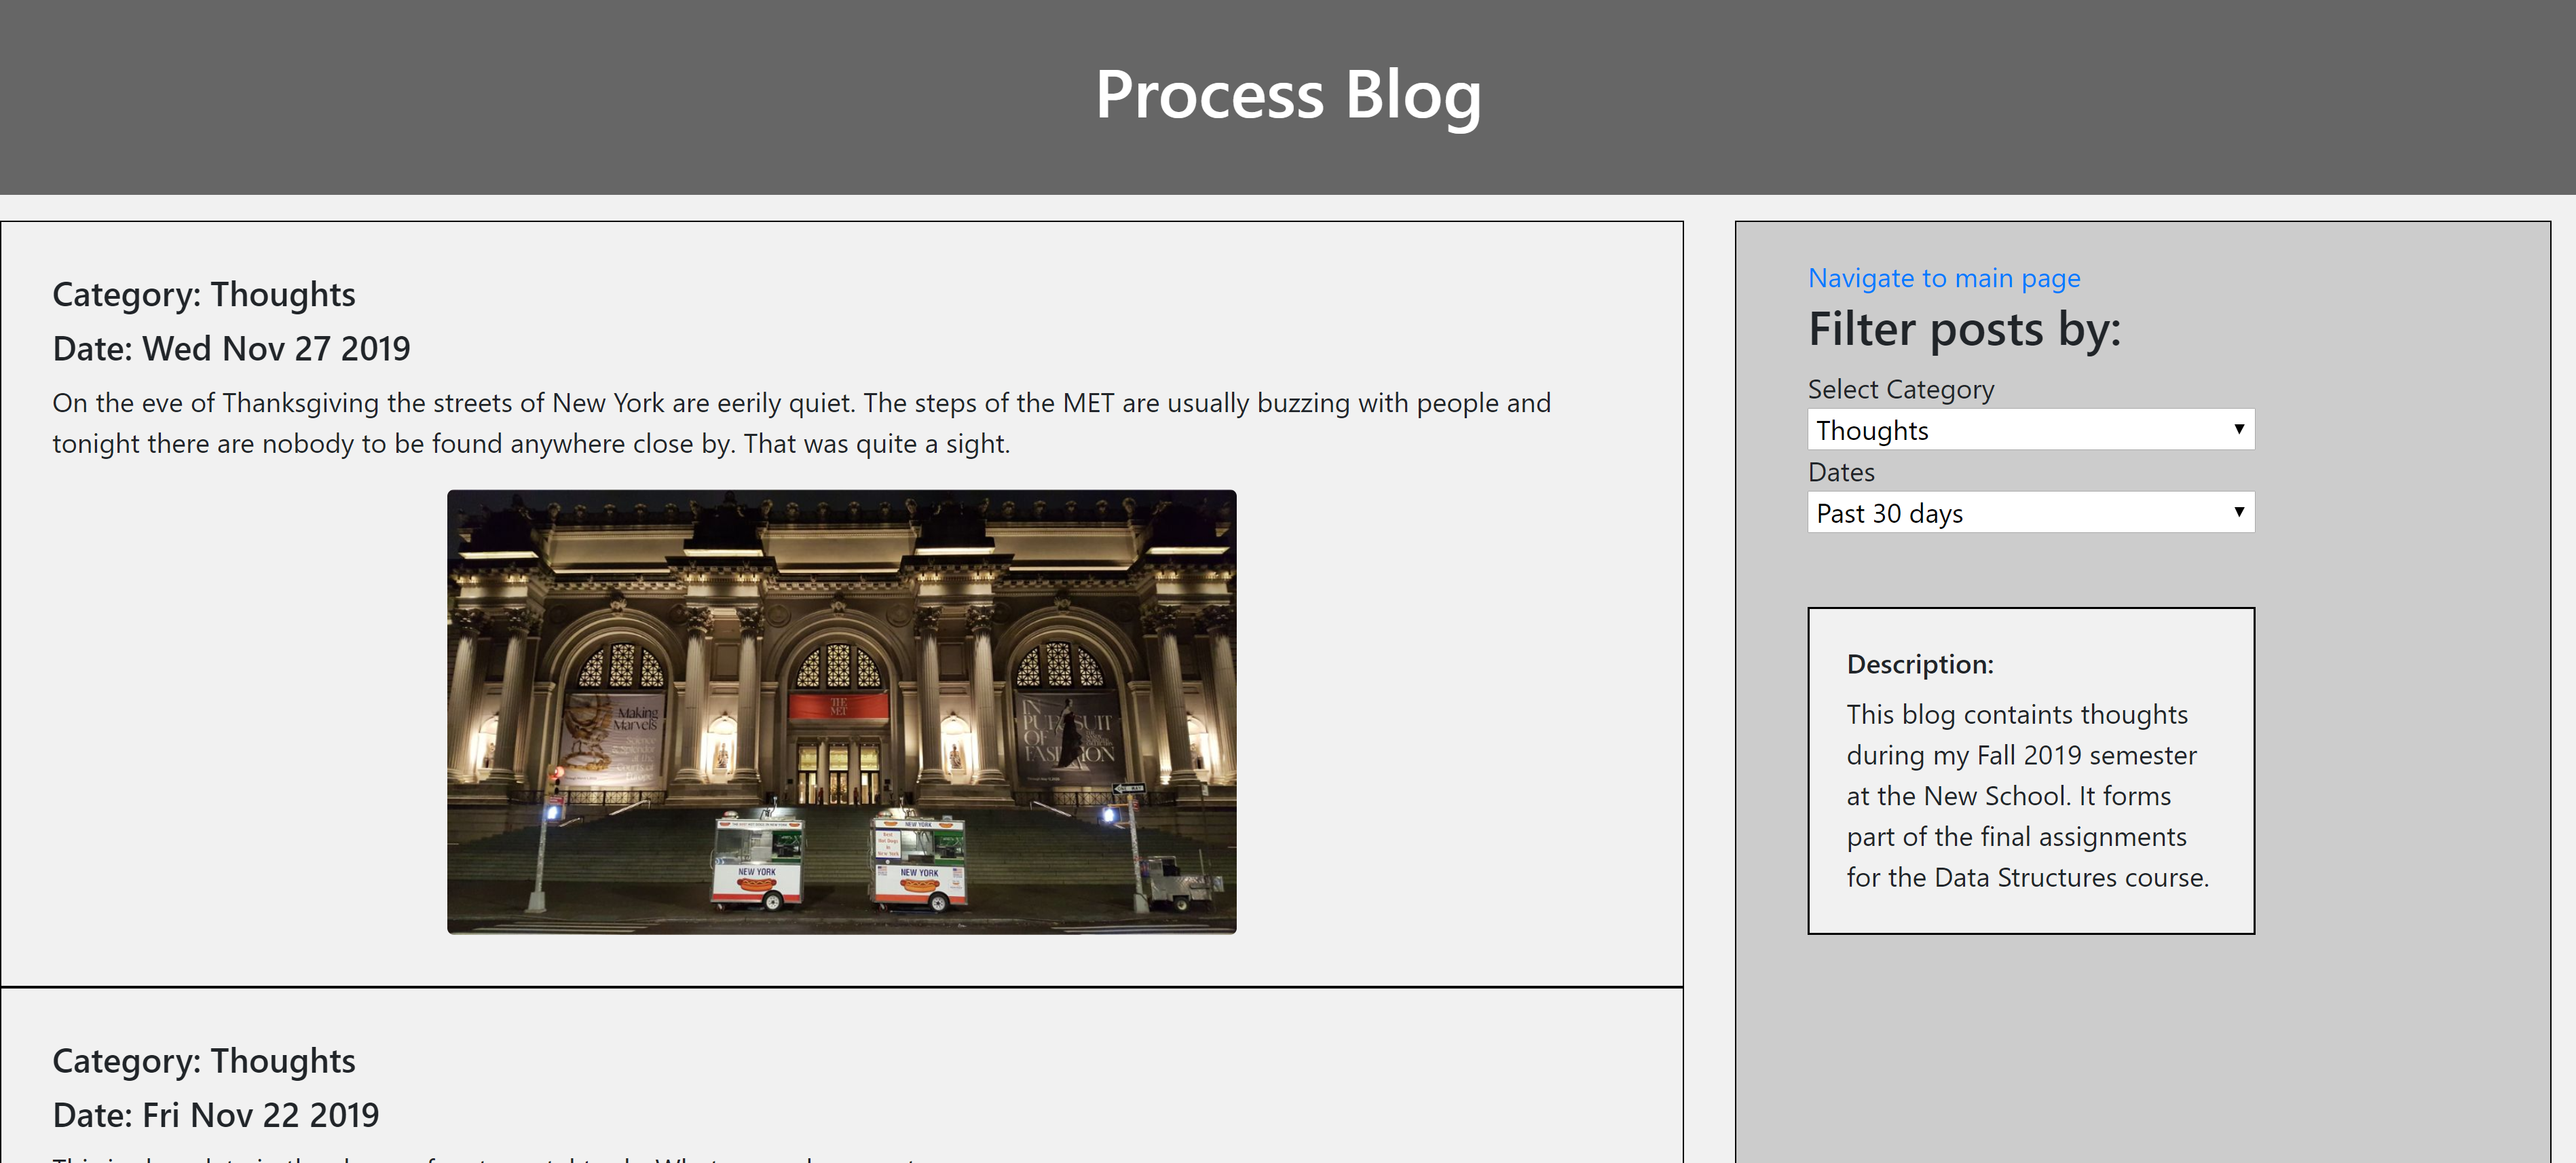 Process Blog
Category: Thoughts
Date: Wed Nov 27 2019
On the eve of Thanksgiving the streets of New York are eerily quiet. The steps of the MET are usually buzzing with people and
tonight there are nobody to be found anywhere close by. That was quite a sight.
Making
Marvels
THE
MET
IN
PURSUIT
OF
FASHION
NEW YORK
NEW YORK
NEW YORK
Category: Thoughts
Date: Fri Nov 22 2019
Navigate to main page
Filter posts by:
Select Category
Thoughts
Dates
Past 30 days
Description:
This blog containts thoughts
during my Fall 2019 semester
at the New School. It forms
part of the final assignments
for the Data Structures course.